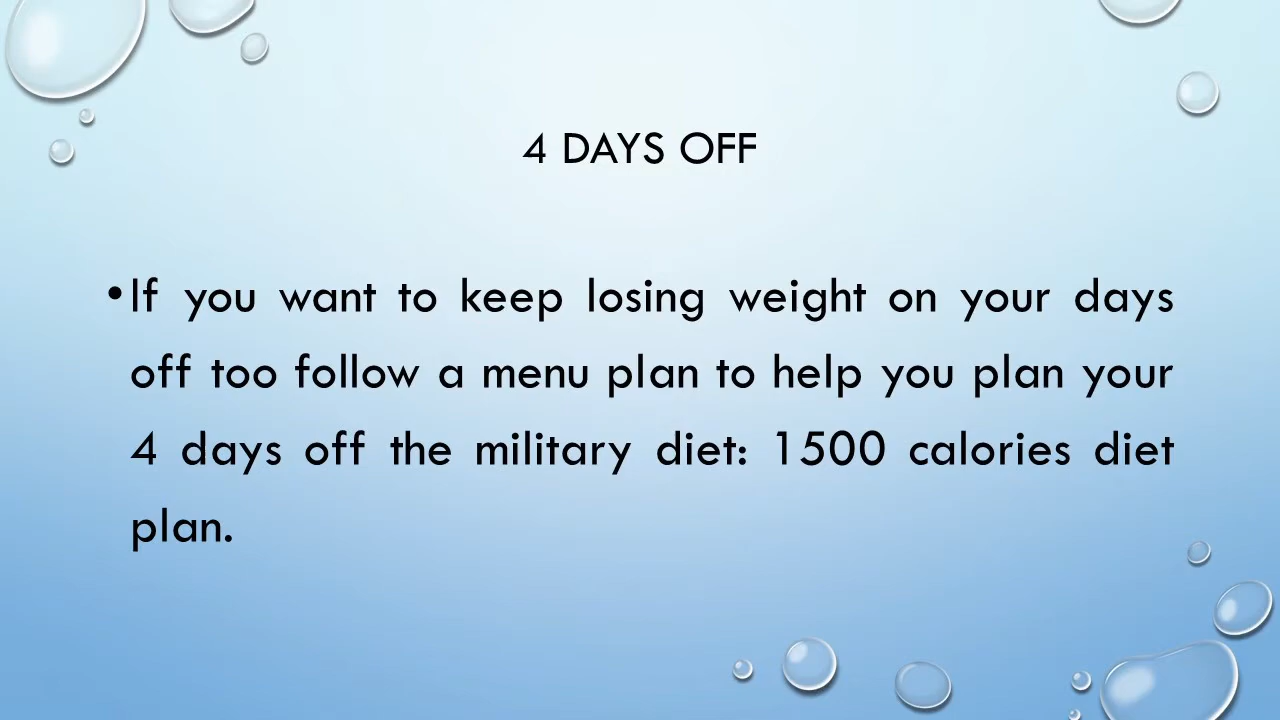 4 DAYS OFF
•If you want to keep losing weight on your days
off too follow a menu plan to help you plan your
4 days off the military diet: 1500 calories diet
plan.